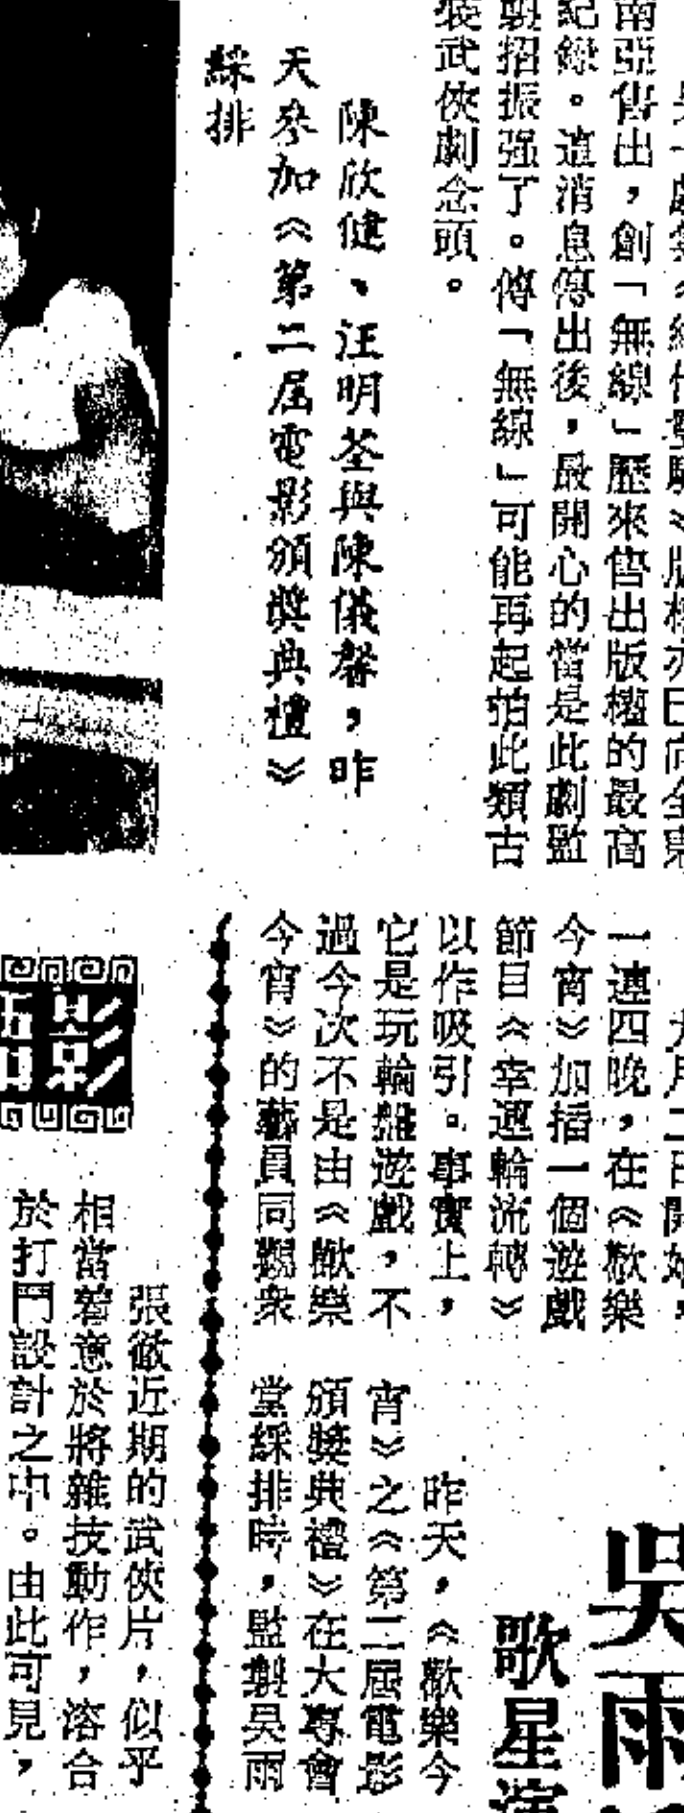 南亞售出，創「無線」歷來售出版權的最高
紀錄。這消息傳出後，最開心的當是此劇監
製招振强了。傳「無線」可能再起拍此類古
裝武俠劇念頭。
陳欣健、汪明荃與陳儀馨，昨
天參加《第二屆電影頒獎典禮》
綵排
一連四晚，在《歡樂
今宵》加插一個遊戲
節目《幸運輪流轉》
以作吸引。事實上，
它是玩輪盤遊戲，不
過今次不是由《歡樂
今宵》的藝員同觀衆
吳雨
歌星
昨天，《歡樂今
宵》之《第二屆電影
頒獎典禮》在大專會
堂綵排時，監製吳雨
影
張徹近期的武俠片，似乎
相當着意於將雜技動作，溶合
於打鬥設計之中。由此可見，